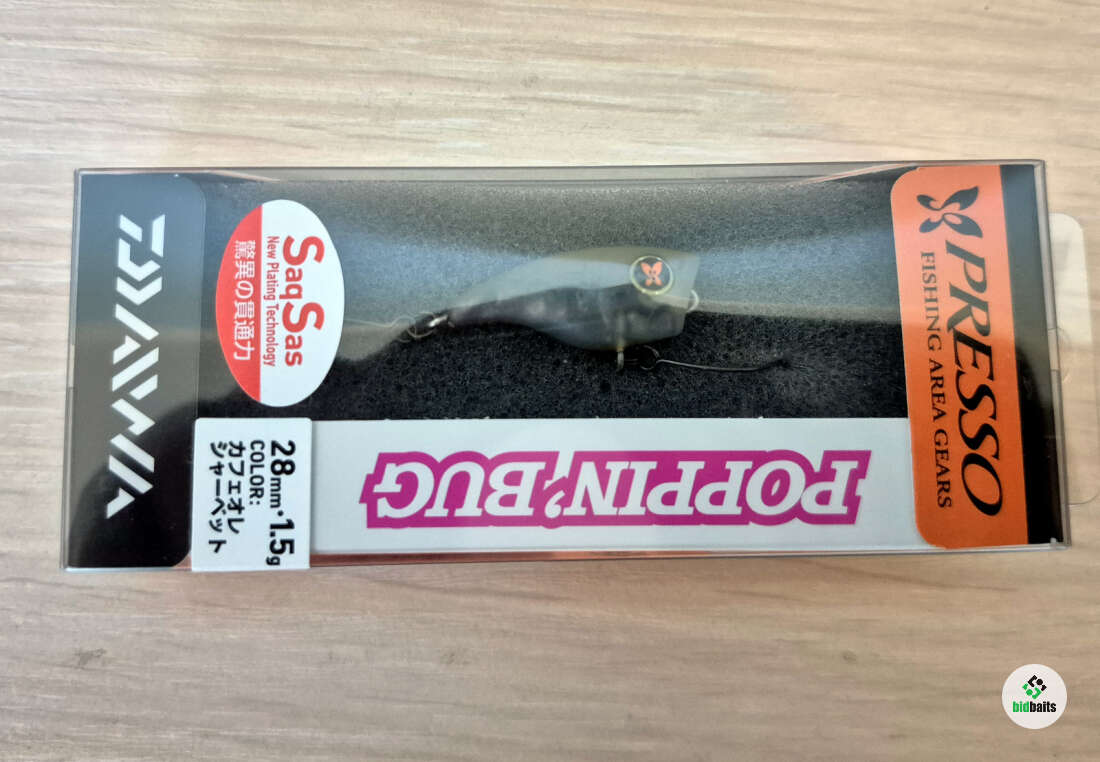 DAIWA
SaqSas
New Plating Technology
驚異の貫通力
28mm・1.5g
COLOR:
カフェオレ
シャーベット
POPPIN' BUG
PRESSO
FISHING AREA GEARS
bidbaits